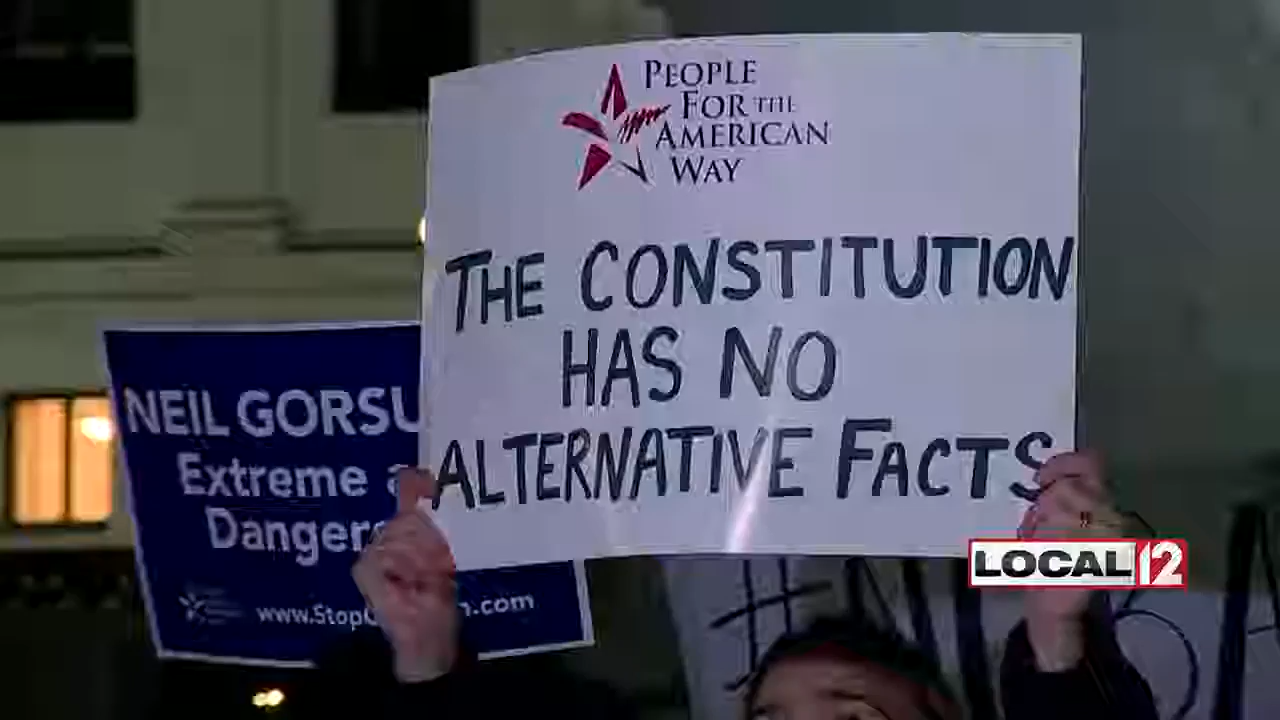 PEOPLE
FOR THE
AMERICAN
WAY
THE CONSTITUTION
HAS NO
ALTERNATIVE FACTS
NEIL GORSU
Extreme a
Danger
www.Stop
.com
LOCAL 12